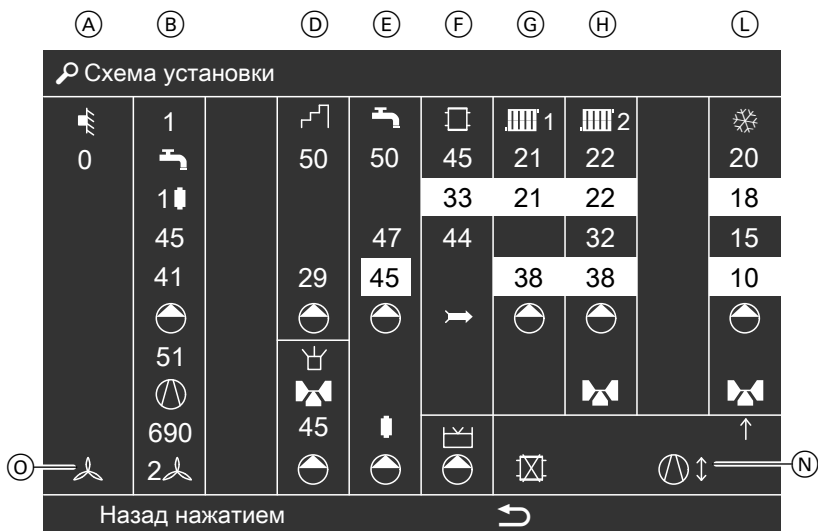 A B D E F G H L
Схема установки
1 1 2
0 50 50 45 21 22 20
1 33 21 22 18
45 47 44 32 15
41 29 45 38 38 10
51
690 45
O 2 N
Назад нажатием